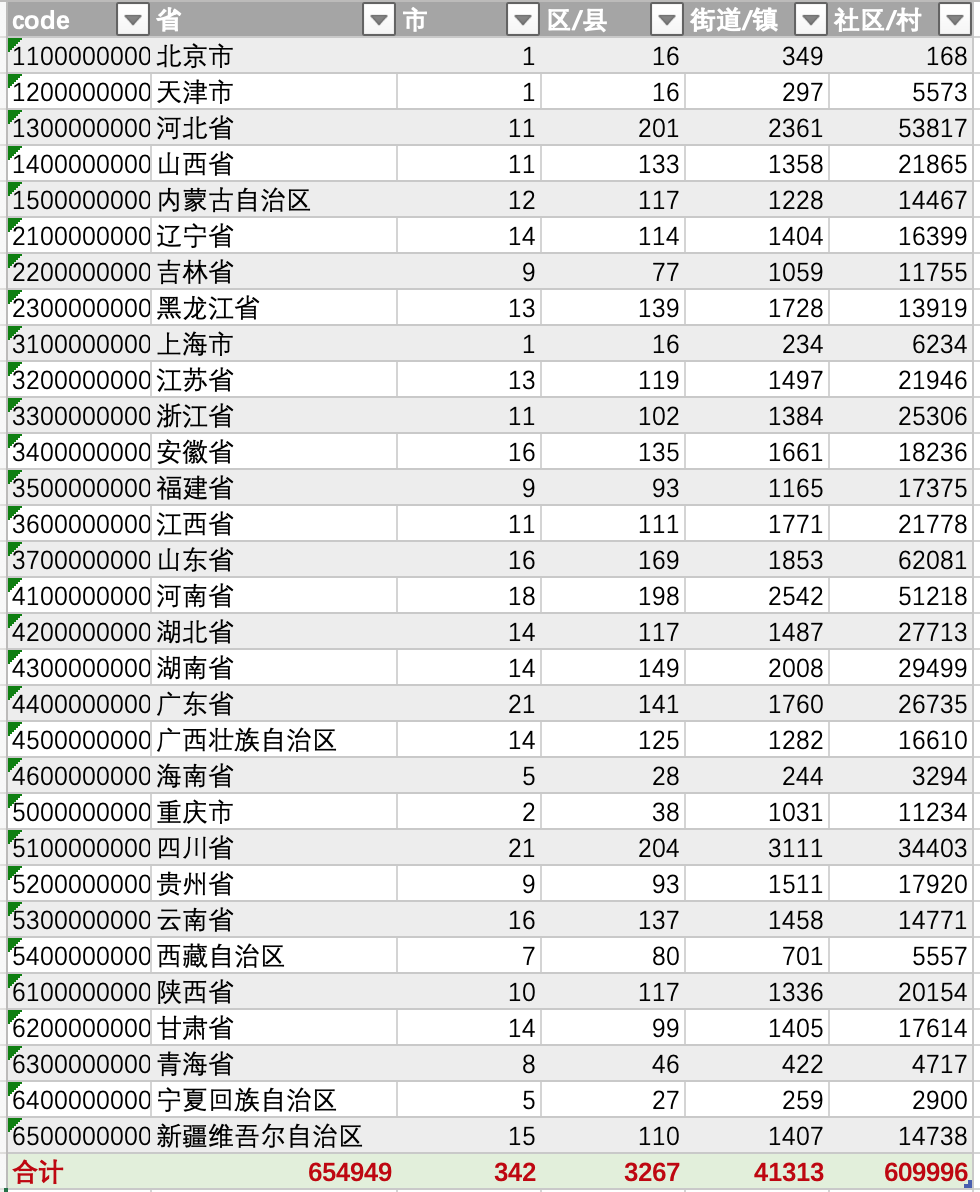 code 省 市 区/县 街道/镇 社区/村
1100000000 北京市 1 16 349 168
1200000000 天津市 1 16 297 5573
1300000000 河北省 11 201 2361 53817
1400000000 山西省 11 133 1358 21865
1500000000 内蒙古自治区 12 117 1228 14467
2100000000 辽宁省 14 114 1404 16399
2200000000 吉林省 9 77 1059 11755
2300000000 黑龙江省 13 139 1728 13919
3100000000 上海市 1 16 234 6234
3200000000 江苏省 13 119 1497 21946
3300000000 浙江省 11 102 1384 25306
3400000000 安徽省 16 135 1661 18236
3500000000 福建省 9 93 1165 17375
3600000000 江西省 11 111 1771 21778
3700000000 山东省 16 169 1853 62081
4100000000 河南省 18 198 2542 51218
4200000000 湖北省 14 117 1487 27713
4300000000 湖南省 14 149 2008 29499
4400000000 广东省 21 141 1760 26735
4500000000 广西壮族自治区 14 125 1282 16610
4600000000 海南省 5 28 244 3294
5000000000 重庆市 2 38 1031 11234
5100000000 四川省 21 204 3111 34403
5200000000 贵州省 9 93 1511 17920
5300000000 云南省 16 137 1458 14771
5400000000 西藏自治区 7 80 701 5557
6100000000 陕西省 10 117 1336 20154
6200000000 甘肃省 14 99 1405 17614
6300000000 青海省 8 46 422 4717
6400000000 宁夏回族自治区 5 27 259 2900
6500000000 新疆维吾尔自治区 15 110 1407 14738
合计 654949 342 3267 41313 609996